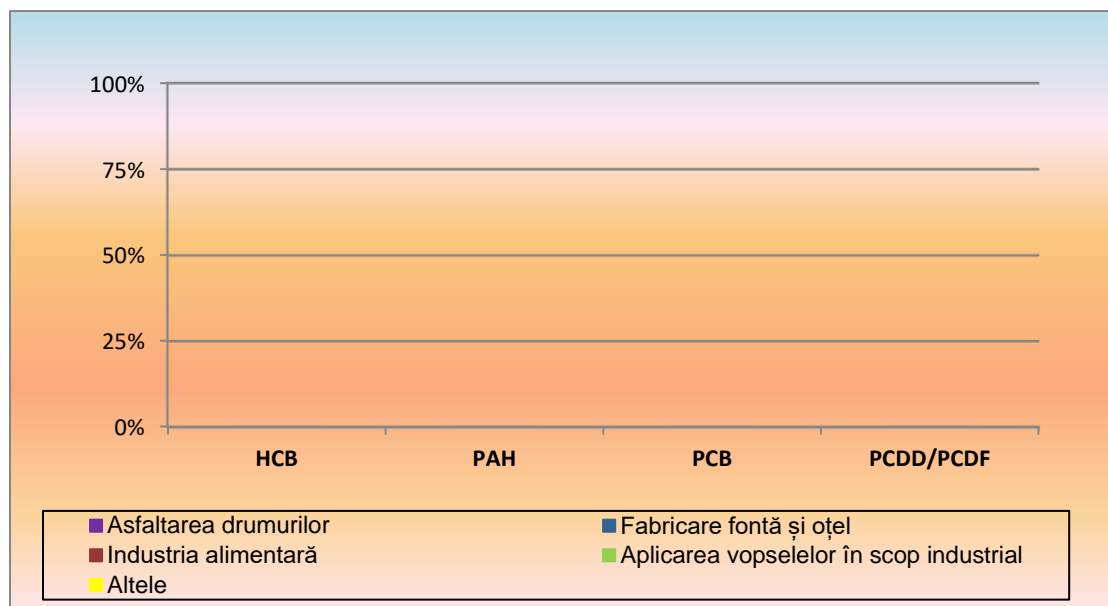 100%
75%
50%
25%
0%
HCB PAH PCB PCDD/PCDF
Asfaltarea drumurilor Fabricare fontă și oțel
Industria alimentară Aplicarea vopselelor în scop industrial
Altele